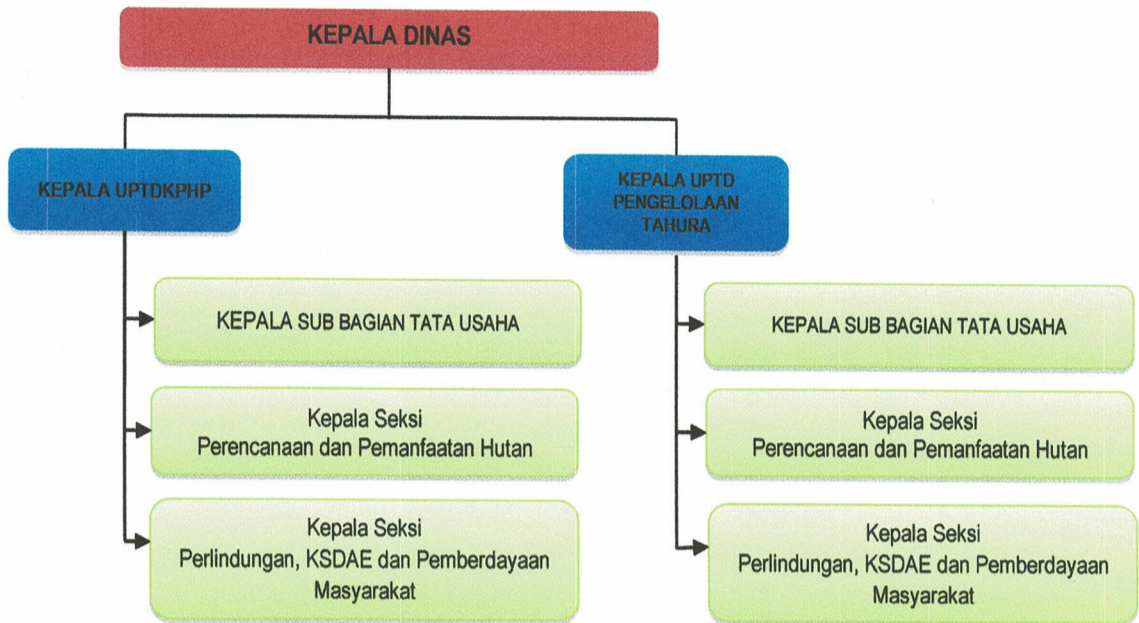 KEPALA DINAS
KEPALA UPTDKPHP
KEPALA SUB BAGIAN TATA USAHA
Kepala Seksi
Perencanaan dan Pemanfaatan Hutan
Kepala Seksi
Perlindungan, KSDAE dan Pemberdayaan
Masyarakat
KEPALA UPTD
PENGELOLAAN
TAHURA
KEPALA SUB BAGIAN TATA USAHA
Kepala Seksi
Perencanaan dan Pemanfaatan Hutan
Kepala Seksi
Perlindungan, KSDAE dan Pemberdayaan
Masyarakat